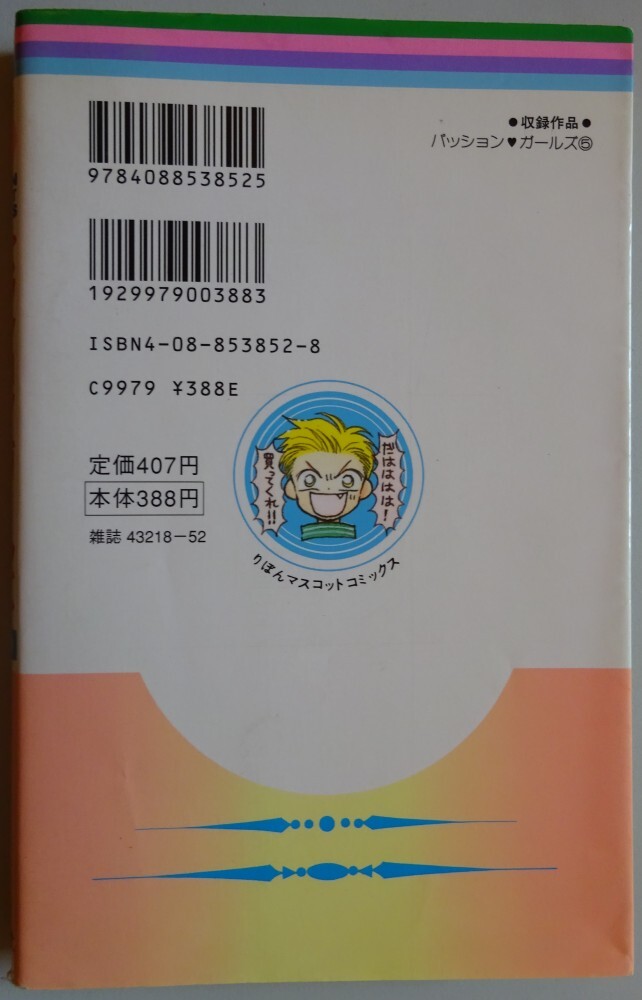 ●収録作品●
パッション♥ガールズ⑤
9784088538525
1929979003883
ISBN4-08-853852-8
C9979 ¥388E
定価407円
本体388円
雑誌 43218-52
だはははは!
買ってくれ!!
りぼんマスコットコミックス